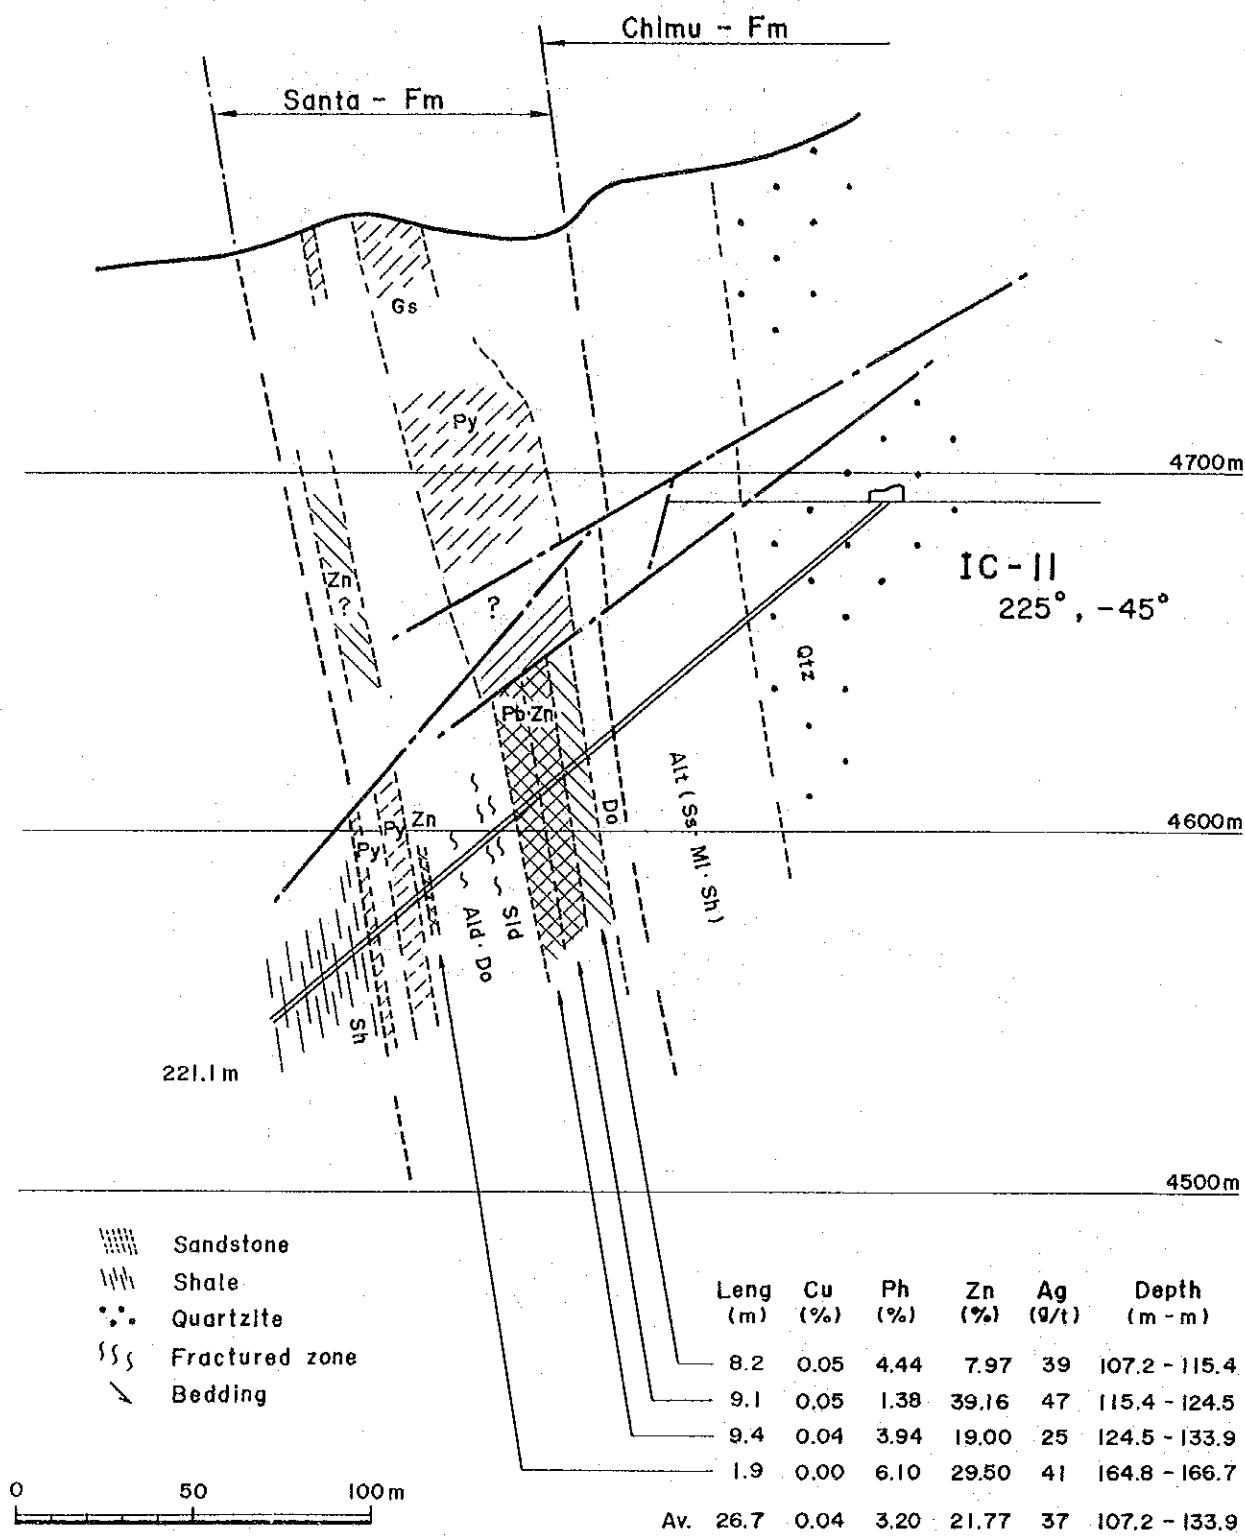 Chimu - Fm
Santa - Fm
Gs
Py
4700m
IC-11
225°, -45°
Zn
?
?
Qtz
Pb·Zn
Alt (Ss·Ml·Sh)
Do
Zn
Py
4600m
Py
Sld
Ald·Do
Sh
221.1m
4500m
Sandstone
Shale
Quartzite
Fractured zone
Bedding
Leng Cu Ph Zn Ag Depth
(m) (%) (%) (%) (g/t) (m - m)
8.2 0.05 4.44 7.97 39 107.2 - 115.4
9.1 0.05 1.38 39.16 47 115.4 - 124.5
9.4 0.04 3.94 19.00 25 124.5 - 133.9
1.9 0.00 6.10 29.50 41 164.8 - 166.7
Av. 26.7 0.04 3.20 21.77 37 107.2 - 133.9
0 50 100m